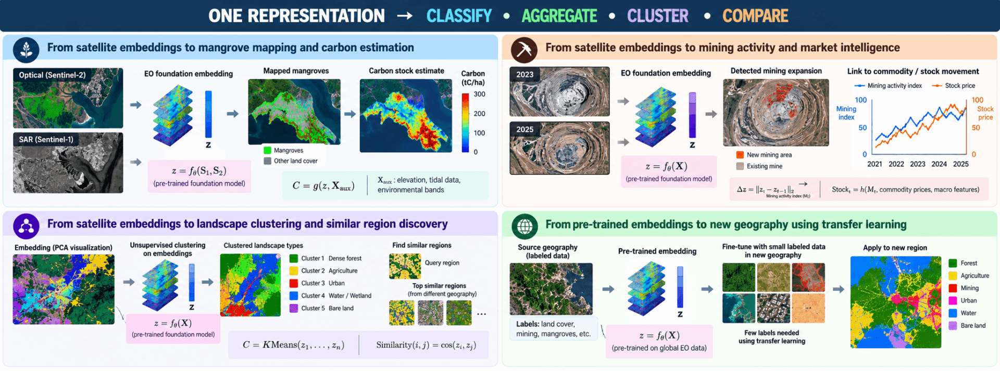 ONE REPRESENTATION → CLASSIFY • AGGREGATE • CLUSTER • COMPARE
From satellite embeddings to mangrove mapping and carbon estimation
Optical (Sentinel-2)
SAR (Sentinel-1)
EO foundation embedding
z
z = fθ(S₁, S₂)
(pre-trained foundation model)
Mapped mangroves
Mangroves
Other land cover
Carbon stock estimate
Carbon
(tC/ha)
300
200
100
0
C = g(z, Xaux)
Xaux : elevation, tidal data,
environmental bands
From satellite embeddings to mining activity and market intelligence
2023
2025
EO foundation embedding
z
z = fθ(X)
(pre-trained foundation model)
Detected mining expansion
New mining area
Existing mine
Link to commodity / stock movement
Mining activity index
Stock price
100
50
0
Mining
index
100
50
0
Stock
price
2021 2022 2023 2024 2025
Δz = ||zₜ − zₜ₋₁||₂ →
Mining activity index (Mₜ)
Stockₜ = h(Mₜ, commodity prices, macro features)
From satellite embeddings to landscape clustering and similar region discovery
Embedding (PCA visualization)
Unsupervised clustering
on embeddings
z
z = fθ(X)
(pre-trained foundation model)
Clustered landscape types
Cluster 1 Dense forest
Cluster 2 Agriculture
Cluster 3 Urban
Cluster 4 Water / Wetland
Cluster 5 Bare land
Find similar regions
Query region
Top similar regions
(from different geography)
...
C = KMeans(z₁, . . . , zₙ)
Similarity(i, j) = cos(zᵢ, zⱼ)
From pre-trained embeddings to new geography using transfer learning
Source geography
(labeled data)
Labels: land cover,
mining, mangroves, etc.
Pre-trained embedding
z
z = fθ(X)
(pre-trained on global EO data)
Fine-tune with small labeled data
in new geography
Few labels needed
using transfer learning
Apply to new region
Forest
Agriculture
Mining
Urban
Water
Bare land